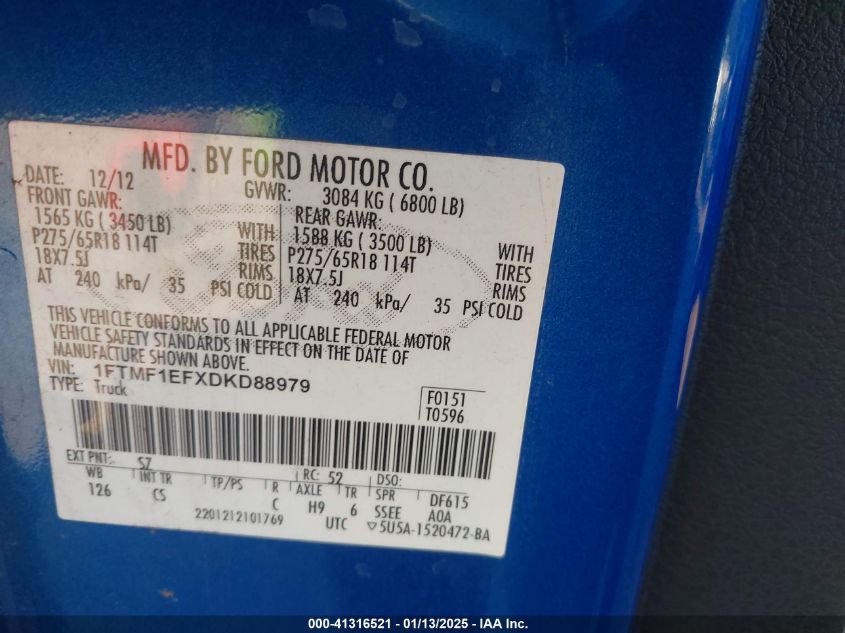 MFD. BY FORD MOTOR CO.
DATE: 12/12 GVWR: 3084 KG ( 6800 LB)
FRONT GAWR: REAR GAWR:
1565 KG ( 3450 LB) WITH 1588 KG ( 3500 LB) WITH
P275/65R18 114T TIRES P275/65R18 114T TIRES
18X7.5J RIMS 18X7.5J RIMS
AT 240 kPa/ 35 PSI COLD AT 240 kPa/ 35 PSI COLD
THIS VEHICLE CONFORMS TO ALL APPLICABLE FEDERAL MOTOR
VEHICLE SAFETY STANDARDS IN EFFECT ON THE DATE OF
MANUFACTURE SHOWN ABOVE.
VIN: 1FTMF1EFXDKD88979
TYPE: Truck
F0151
T0596
EXT PNT: SZ RC: 52 DSO:
WB INT TR TP/PS R AXLE TR SPR DF615
126 CS C H9 6 SSEE AOA
2201212101769 UTC ▽5U5A-1520472-BA
000-41316521 - 01/13/2025 - IAA Inc.